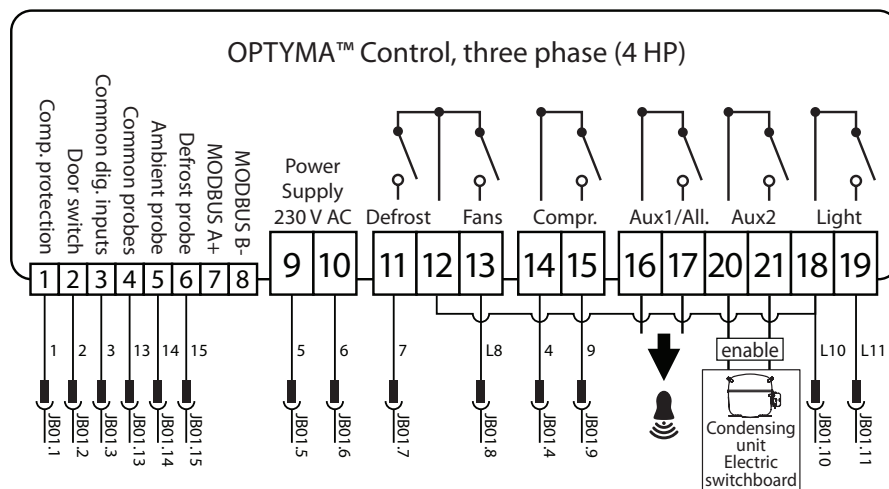 OPTYMA™ Control, three phase (4 HP)
Comp. protection
Door switch
Common dig. inputs
Common probes
Ambient probe
Defrost probe
MODBUS A+
MODBUS B-
Power
Supply
230 V AC
Defrost
Fans
Compr.
Aux1/All.
Aux2
Light
1 2 3 4 5 6 7 8
9 10
11 12 13
14 15
16 17 20 21 18 19
1 2 3 13 14 15 5 6 7 L8 4 9 L10 L11
enable
JB01.1
JB01.2
JB01.3
JB01.13
JB01.14
JB01.15
JB01.5
JB01.6
JB01.7
JB01.8
JB01.4
JB01.9
Condensing
unit
Electric
switchboard
JB01.10
JB01.11